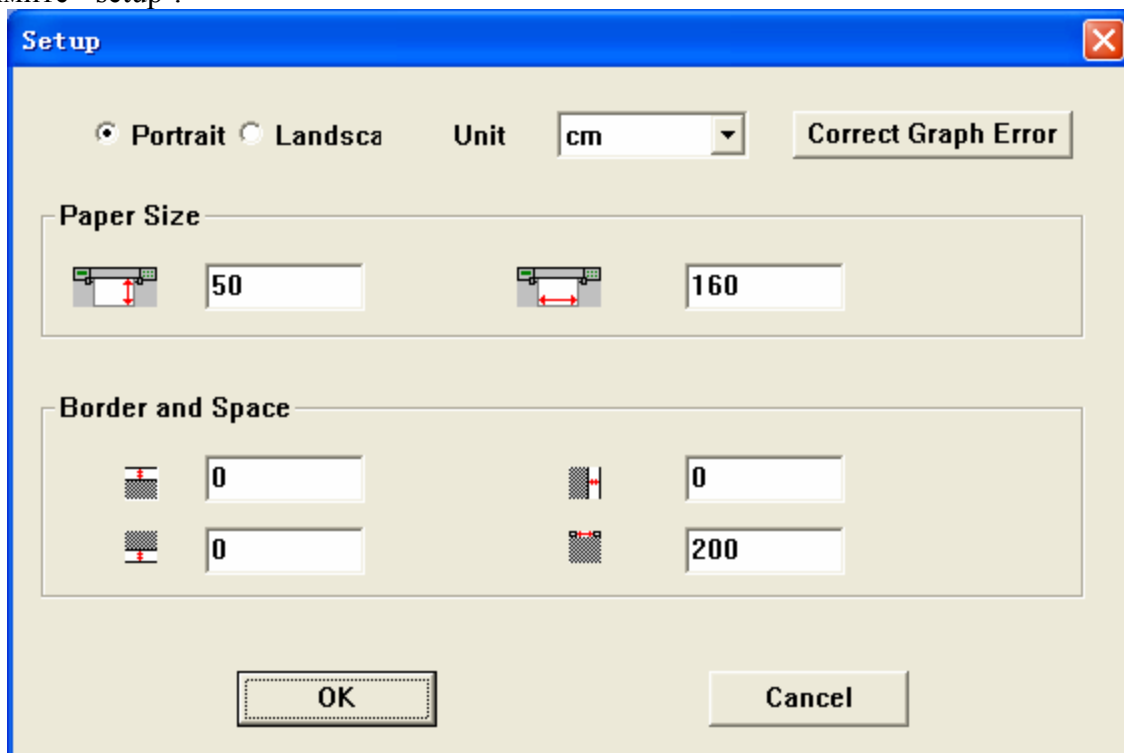 setup".
Setup
Portrait Landsca Unit cm Correct Graph Error
Paper Size
50 160
Border and Space
0 0
0 200
OK Cancel